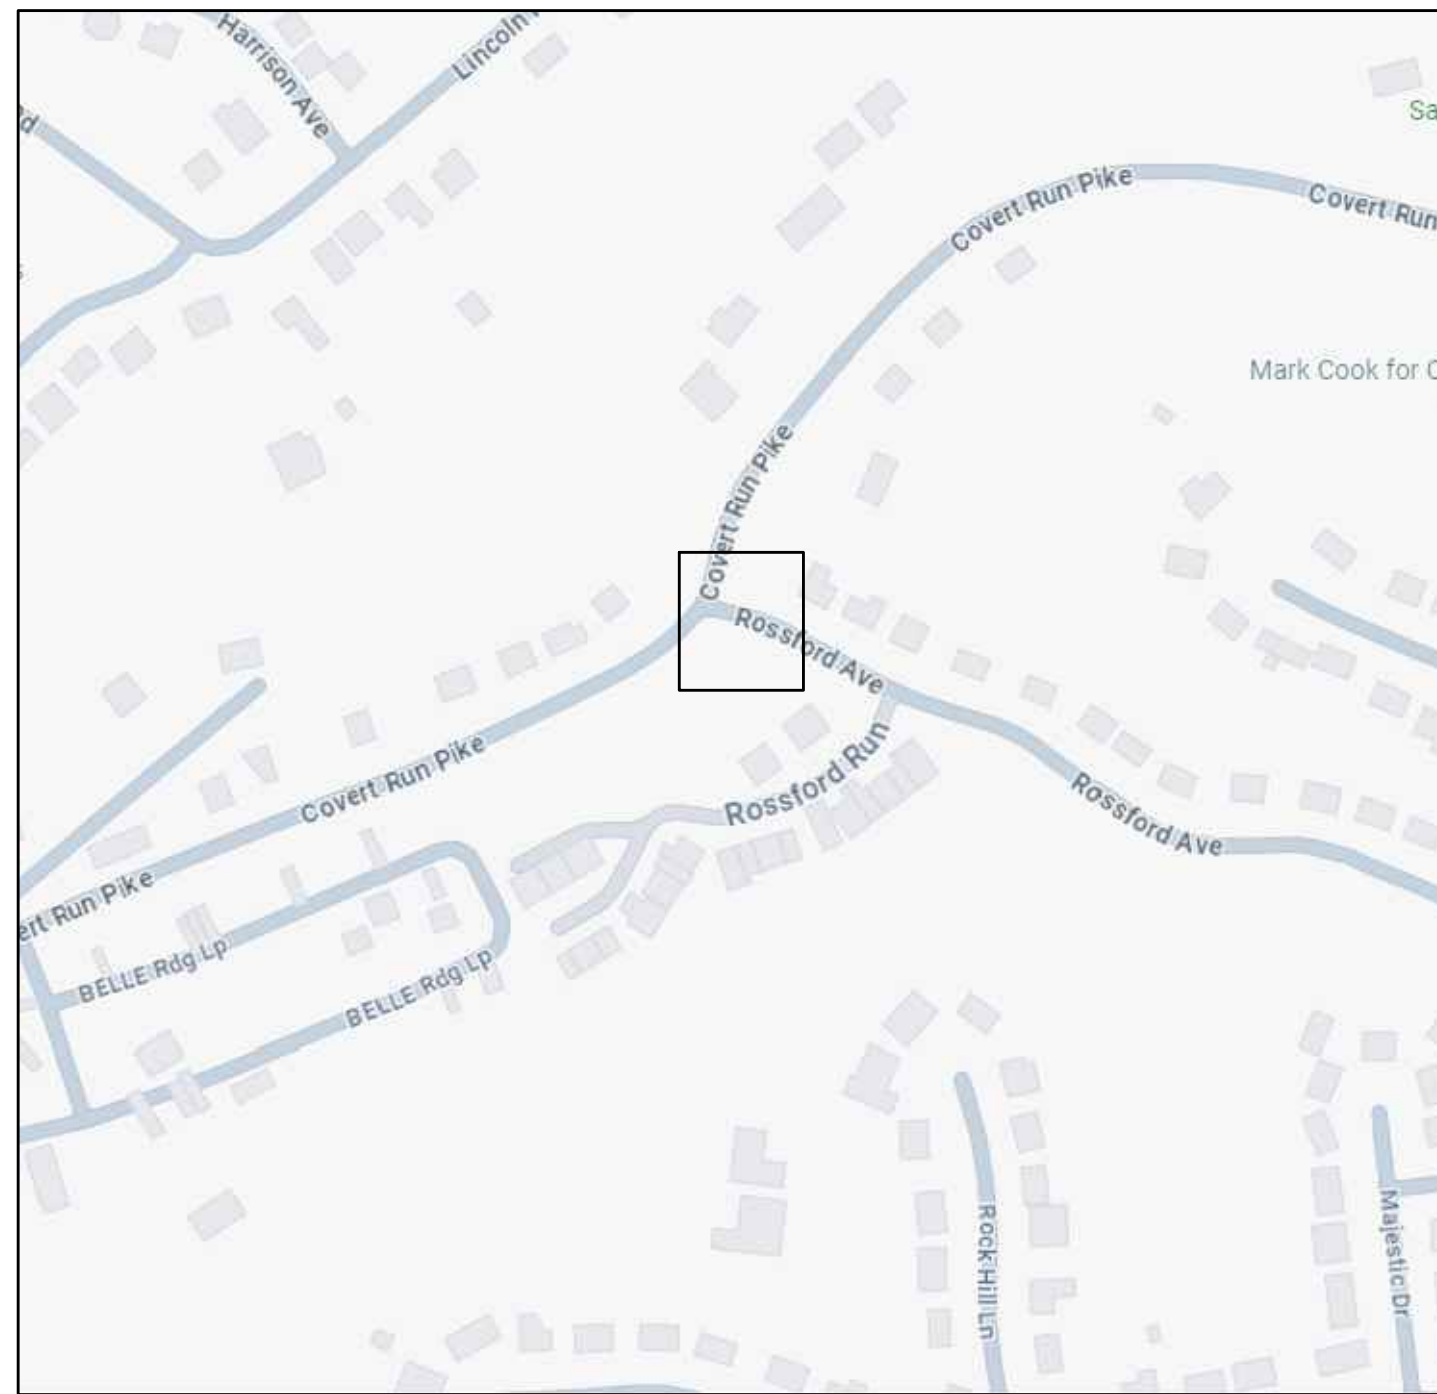 Harrison Ave
Lincoln
Sa
Covert Run Pike
Covert Run
Mark Cook for C
Covert Run Pike
Rossford Ave
Covert Run Pike
Rossford Run
Rossford Ave
ert Run Pike
BELLE Rdg Lp
BELLE Rdg Lp
Rock Hill Ln
Majestic Dr